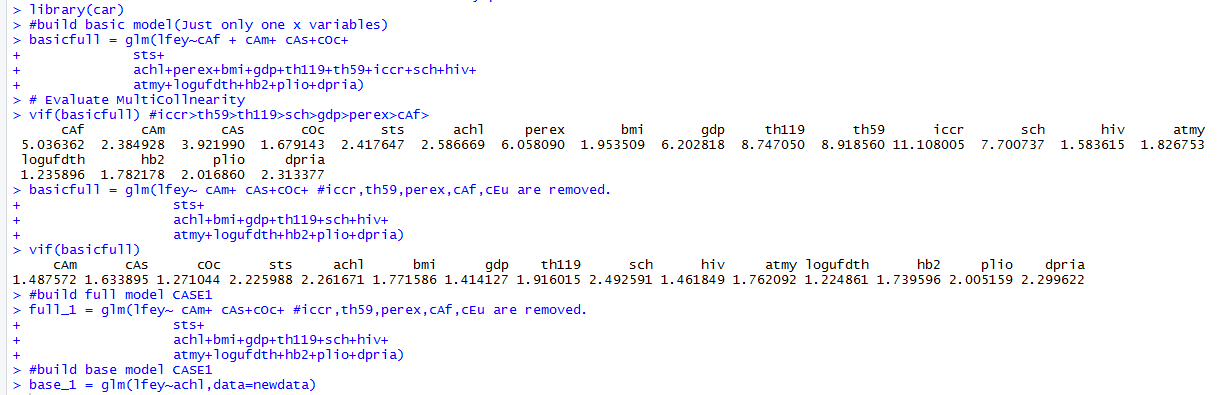 > library(car)
> #build basic model(Just only one x variables)
> basicfull = glm(lfey~cAf + cAm+ cAs+cOc+
+               sts+
+               achl+perex+bmi+gdp+th119+th59+iccr+sch+hiv+
+               atmy+logufdth+hb2+plio+dpria)
> # Evaluate MultiCollnearity
> vif(basicfull) #iccr>th59>th119>sch>gdp>perex>cAf>
cAf cAm cAs cOc sts achl perex bmi gdp th119 th59 iccr sch hiv atmy
5.036362 2.384928 3.921990 1.679143 2.417647 2.586669 6.058090 1.953509 6.202818 8.747050 8.918560 11.108005 7.700737 1.583615 1.826753
logufdth hb2 plio dpria
1.235896 1.782178 2.016860 2.313377
> basicfull = glm(lfey~ cAm+ cAs+cOc+ #iccr,th59,perex,cAf,cEu are removed.
+                    sts+
+                    achl+bmi+gdp+th119+sch+hiv+
+                    atmy+logufdth+hb2+plio+dpria)
> vif(basicfull)
cAm cAs cOc sts achl bmi gdp th119 sch hiv atmy logufdth hb2 plio dpria
1.487572 1.633895 1.271044 2.225988 2.261671 1.771586 1.414127 1.916015 2.492591 1.461849 1.762092 1.224861 1.739596 2.005159 2.299622
> #build full model CASE1
> full_1 = glm(lfey~ cAm+ cAs+cOc+ #iccr,th59,perex,cAf,cEu are removed.
+                    sts+
+                    achl+bmi+gdp+th119+sch+hiv+
+                    atmy+logufdth+hb2+plio+dpria)
> #build base model CASE1
> base_1 = glm(lfey~achl,data=newdata)